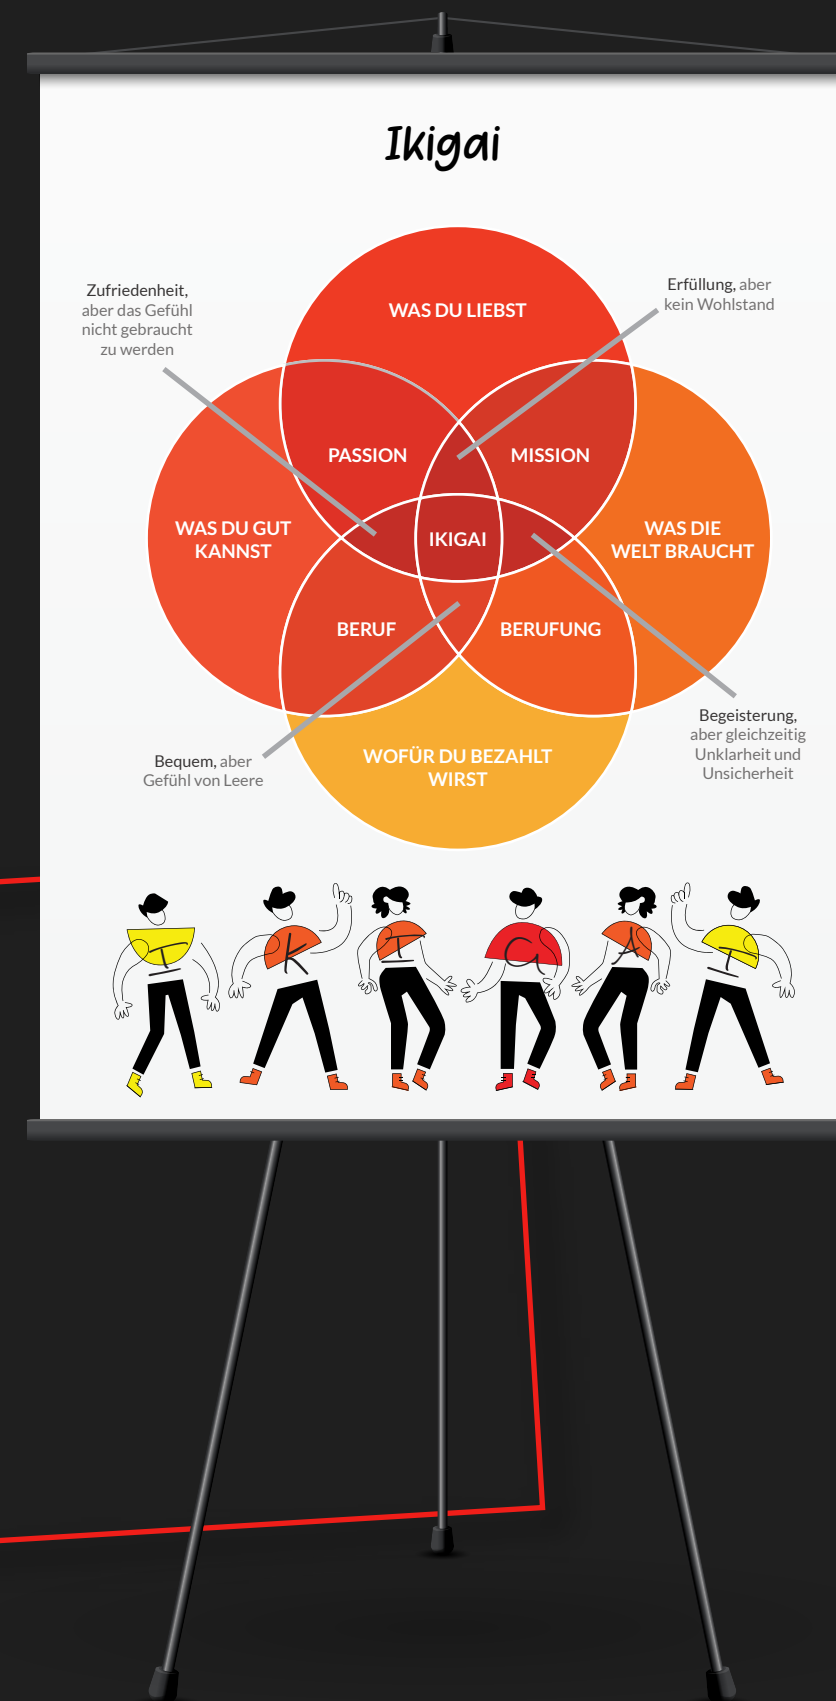 Ikigai
Zufriedenheit,
aber das Gefühl
nicht gebraucht
zu werden
Erfüllung, aber
kein Wohlstand
WAS DU LIEBST
PASSION
MISSION
WAS DU GUT
KANNST
IKIGAI
WAS DIE
WELT BRAUCHT
BERUF
BERUFUNG
Bequem, aber
Gefühl von Leere
WOFÜR DU BEZAHLT
WIRST
Begeisterung,
aber gleichzeitig
Unklarheit und
Unsicherheit
I K I G A I